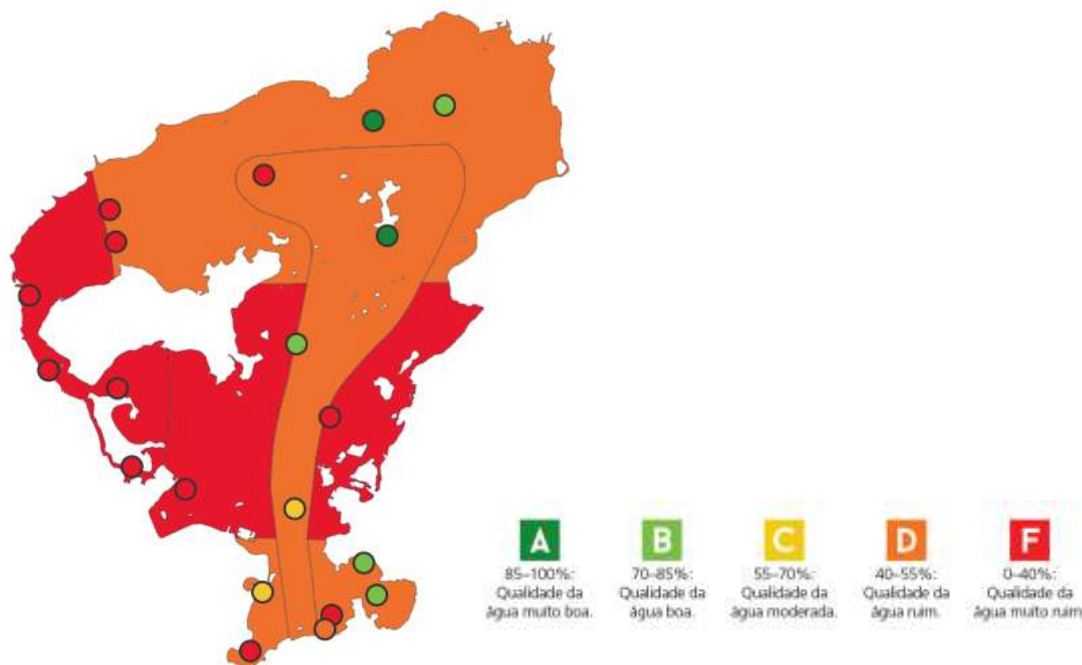 A
85–100%:
Qualidade da
água muito boa.
B
70–85%:
Qualidade da
água boa.
C
55–70%:
Qualidade da
água moderada.
D
40–55%:
Qualidade da
água ruim.
F
0–40%:
Qualidade da
água muito ruim